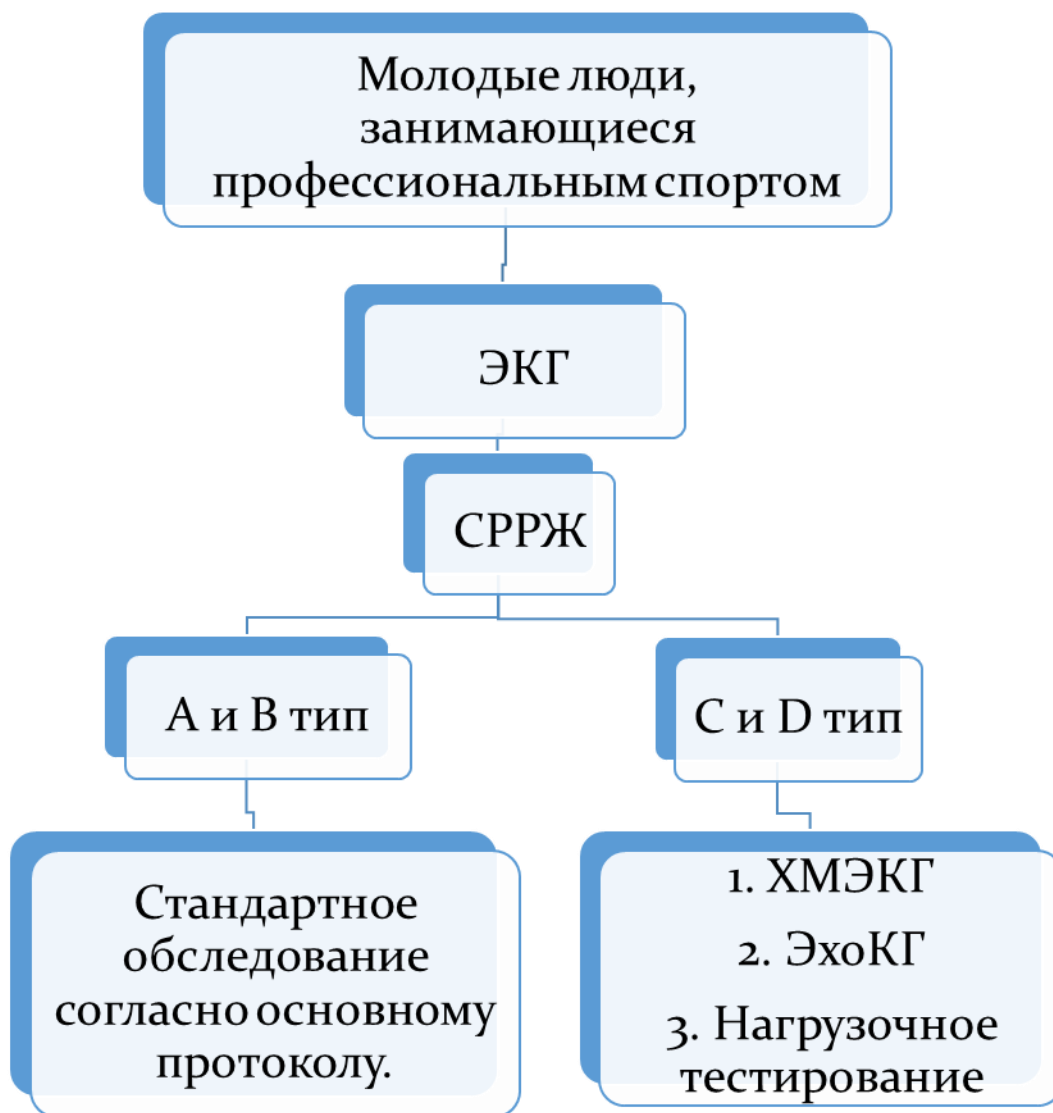 Молодые люди,
занимающиеся
профессиональным спортом
ЭКГ
СРРЖ
А и В тип
С и D тип
Стандартное
обследование
согласно основному
протоколу.
1. ХМЭКГ
2. ЭхоКГ
3. Нагрузочное
тестирование